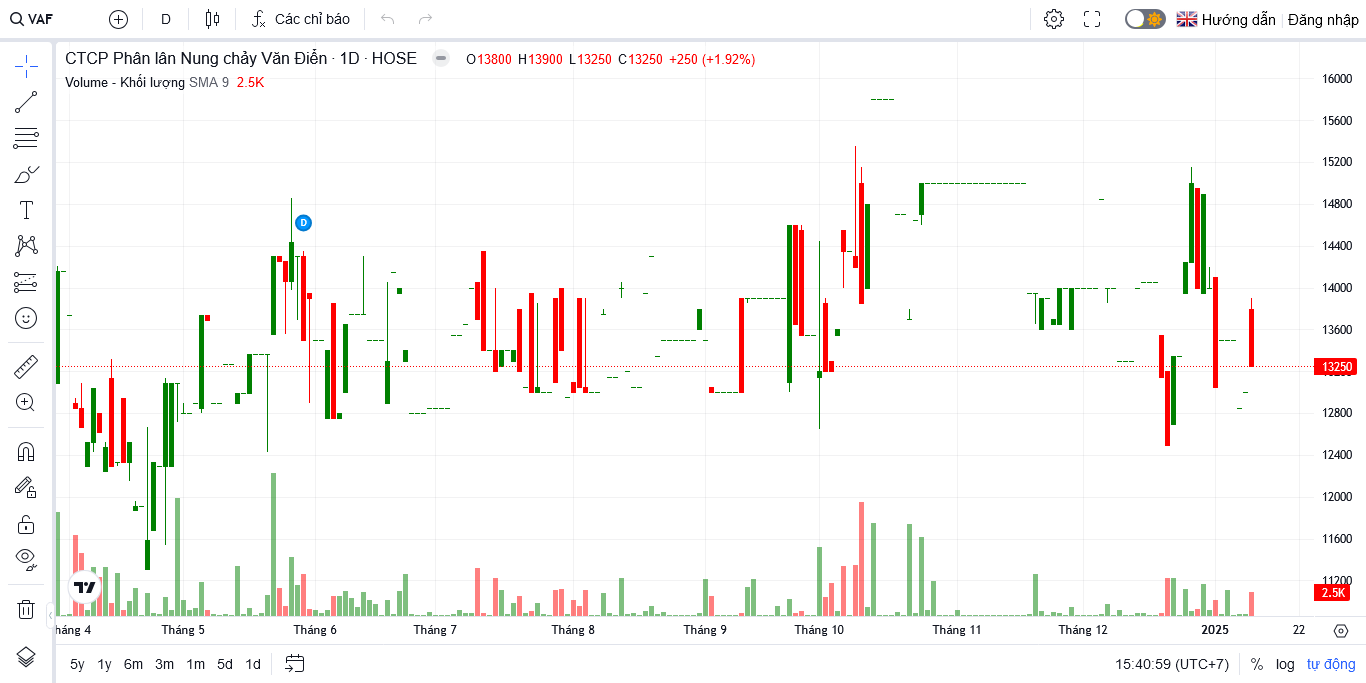 VAF D Các chỉ báo Hướng dẫn Đăng nhập
CTCP Phân lân Nung chảy Văn Điển · 1D · HOSE O13800 H13900 L13250 C13250 +250 (+1.92%)
Volume - Khối lượng SMA 9 2.5K
16000
15600
15200
14800
D
14400
14000
13600
13250
12800
12400
12000
11600
11200
2.5K
háng 4 Tháng 5 Tháng 6 Tháng 7 Tháng 8 Tháng 9 Tháng 10 Tháng 11 Tháng 12 2025 22
5y 1y 6m 3m 1m 5d 1d 15:40:59 (UTC+7) % log tự động